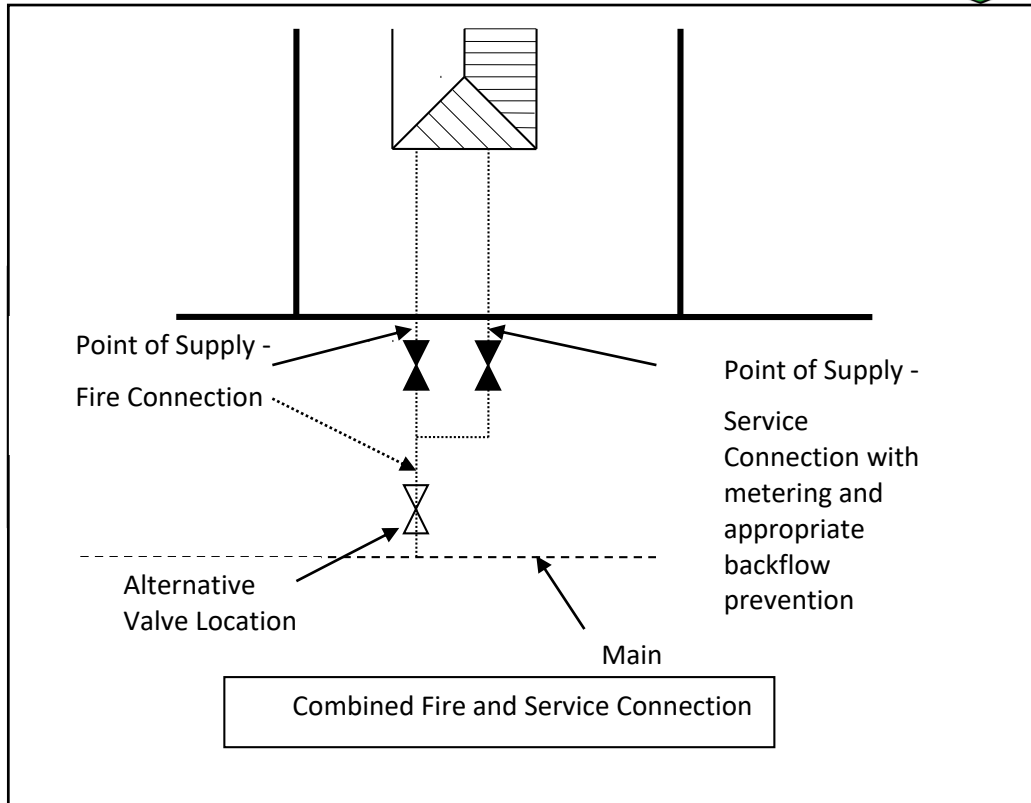 Point of Supply -
Fire Connection
Point of Supply -
Service
Connection with
metering and
appropriate
backflow
prevention
Alternative
Valve Location
Main
Combined Fire and Service Connection